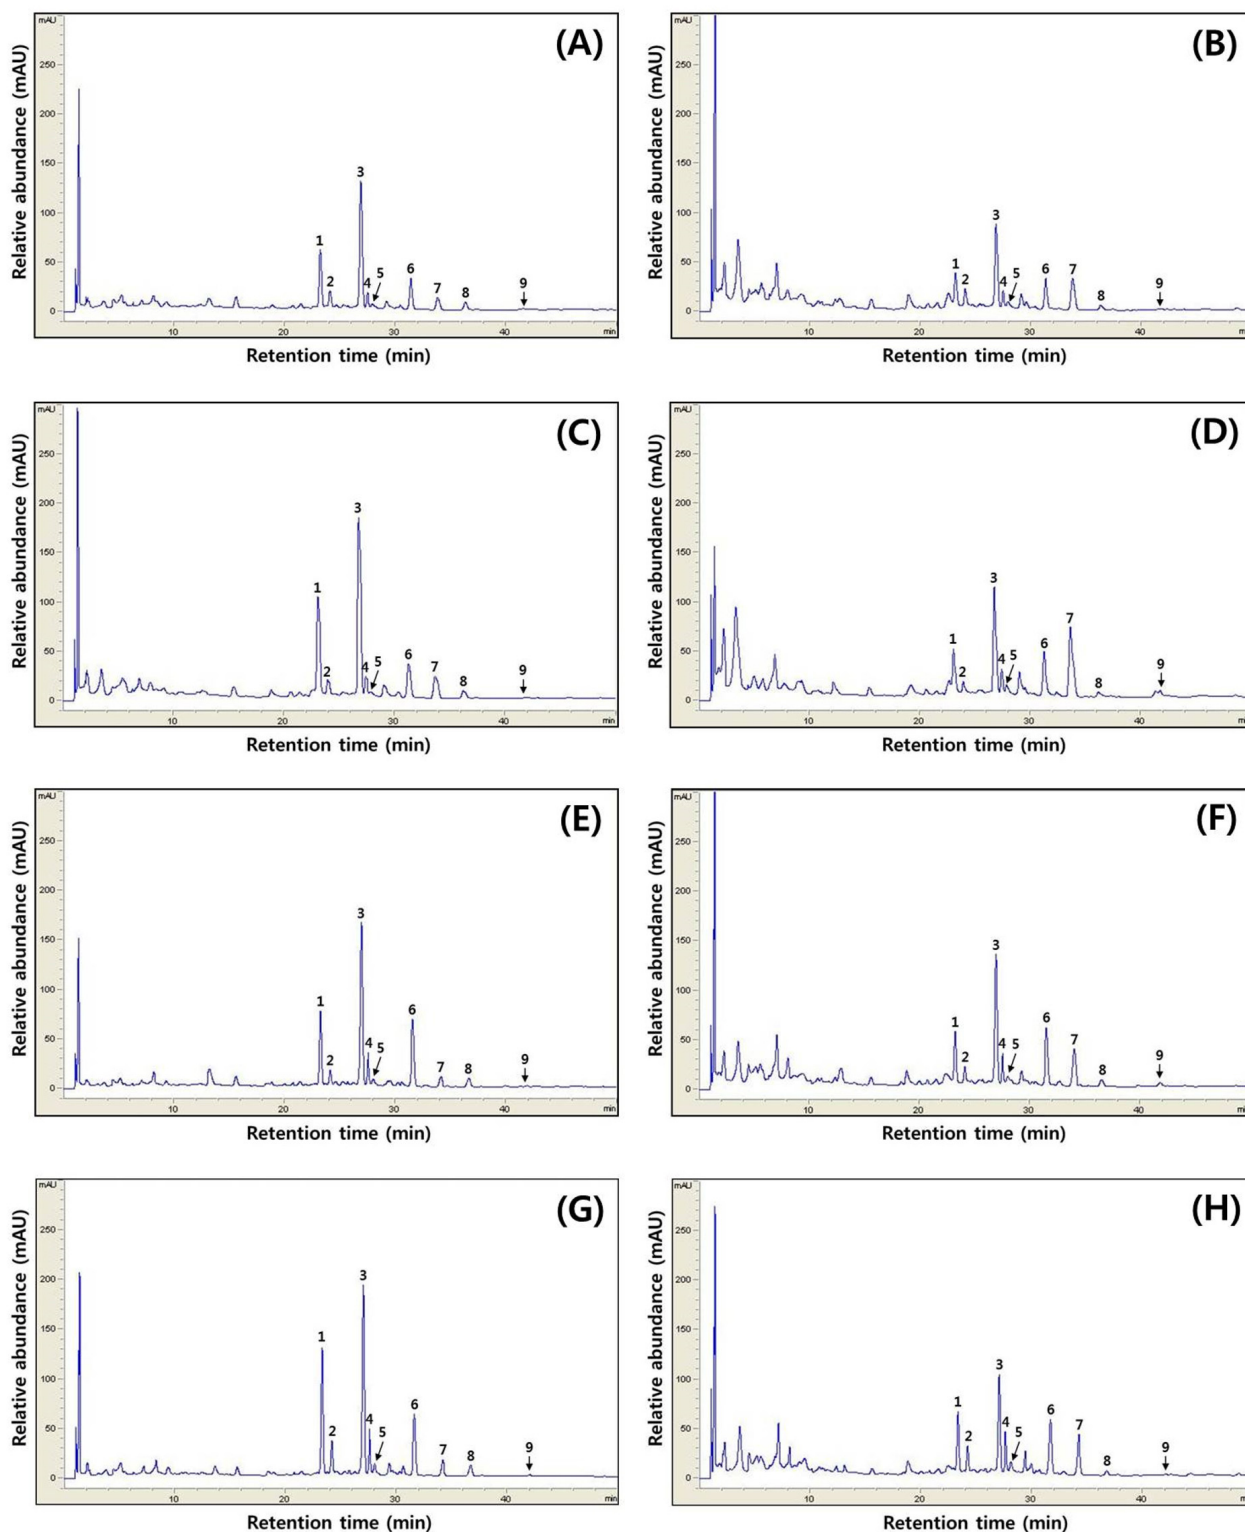 mAU (A) mAU (B)
250 250
200 200
150 3 150
100 100 3
50 1 2 4 5 6 7 8 9 50 1 2 4 5 6 7 8 9
0 0
10 20 30 40 min 10 20 30 40
Relative abundance (mAU) Relative abundance (mAU)
Retention time (min) Retention time (min)
mAU (C) mAU (D)
250 250
200 200
150 3 150
100 1 100 3
50 2 4 5 6 7 8 9 50 1 2 4 5 6 7 8 9
0 0
10 20 30 40 min 10 20 30 40
Relative abundance (mAU) Relative abundance (mAU)
Retention time (min) Retention time (min)
mAU (E) mAU (F)
250 250
200 200
150 3 150 3
100 100
50 1 2 4 5 6 7 8 9 50 1 2 4 5 6 7 8 9
0 0
10 20 30 40 min 10 20 30 40 min
Relative abundance (mAU) Relative abundance (mAU)
Retention time (min) Retention time (min)
mAU (G) mAU (H)
250 250
200 3 200
150 150
100 1 100 3
50 2 4 5 6 7 8 9 50 1 2 4 5 6 7 8 9
0 0
10 20 30 40 min 10 20 30 40
Relative abundance (mAU) Relative abundance (mAU)
Retention time (min) Retention time (min)